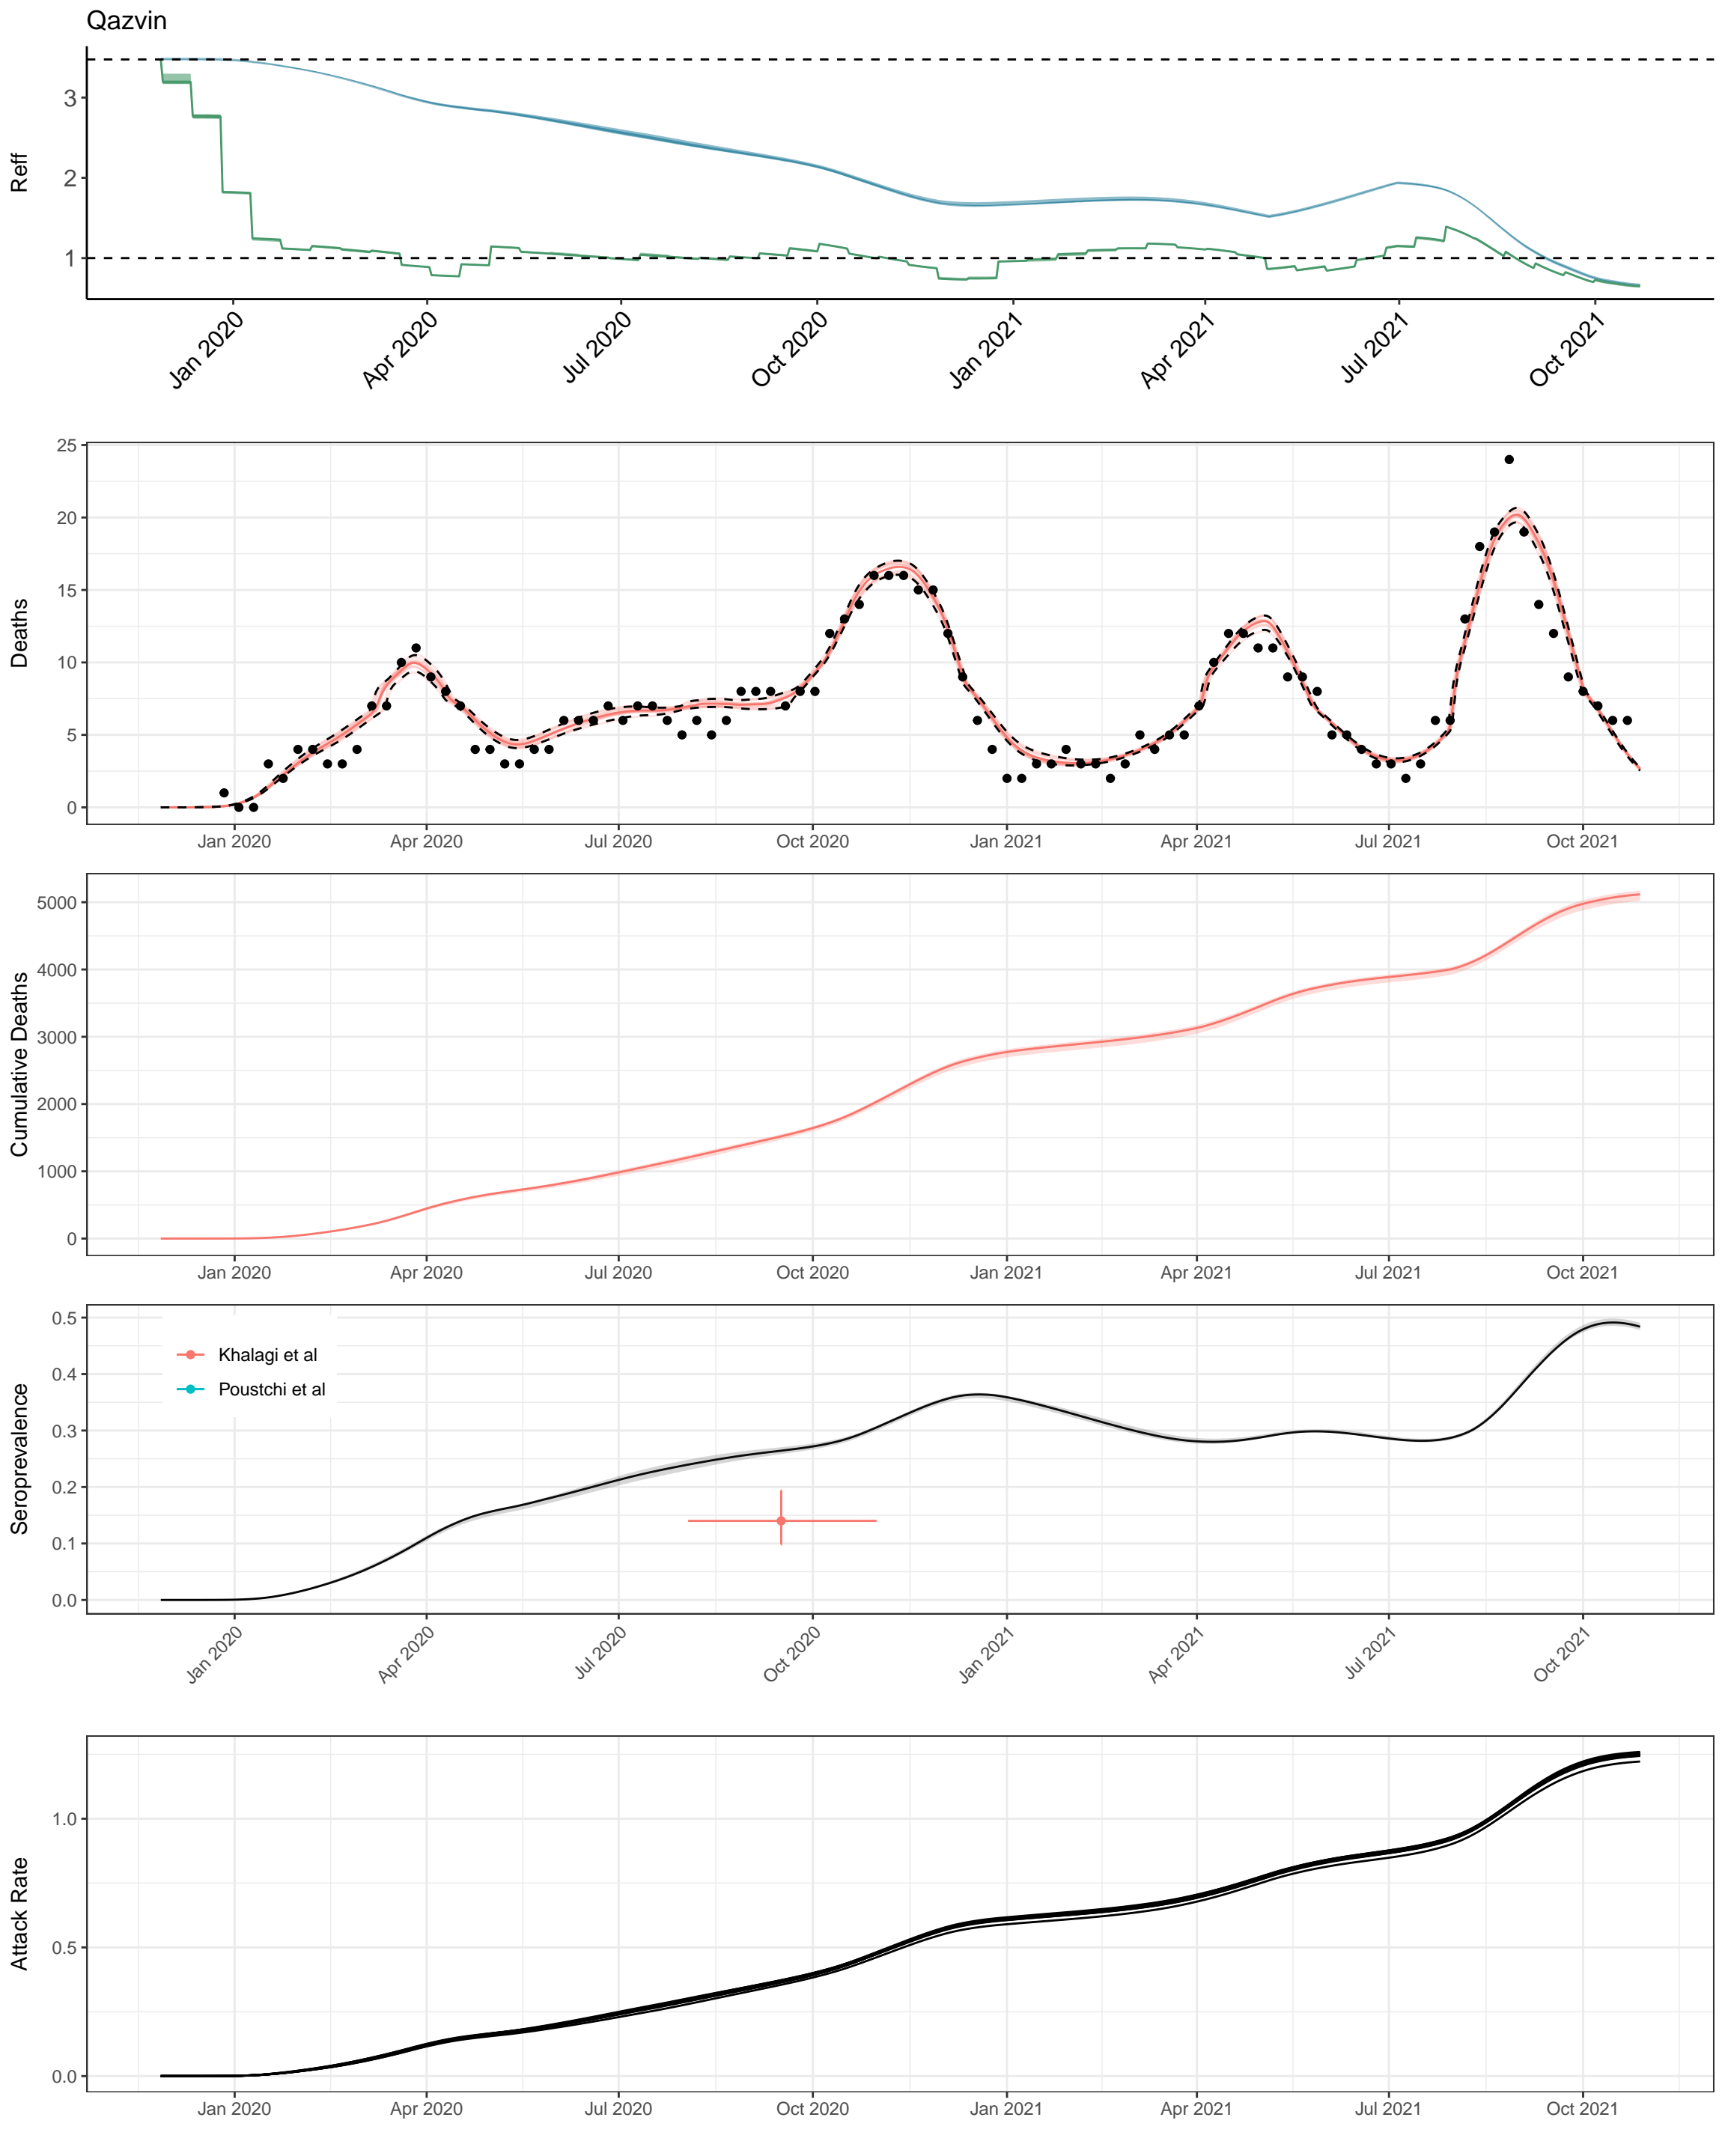 Qazvin
Reff
3
2
1
Jan 2020
Apr 2020
Jul 2020
Oct 2020
Jan 2021
Apr 2021
Jul 2021
Oct 2021
Deaths
25
20
15
10
5
0
Jan 2020
Apr 2020
Jul 2020
Oct 2020
Jan 2021
Apr 2021
Jul 2021
Oct 2021
Cumulative Deaths
5000
4000
3000
2000
1000
0
Jan 2020
Apr 2020
Jul 2020
Oct 2020
Jan 2021
Apr 2021
Jul 2021
Oct 2021
Seroprevalence
0.5
0.4
0.3
0.2
0.1
0.0
Khalagi et al
Poustchi et al
Jan 2020
Apr 2020
Jul 2020
Oct 2020
Jan 2021
Apr 2021
Jul 2021
Oct 2021
Attack Rate
1.0
0.5
0.0
Jan 2020
Apr 2020
Jul 2020
Oct 2020
Jan 2021
Apr 2021
Jul 2021
Oct 2021